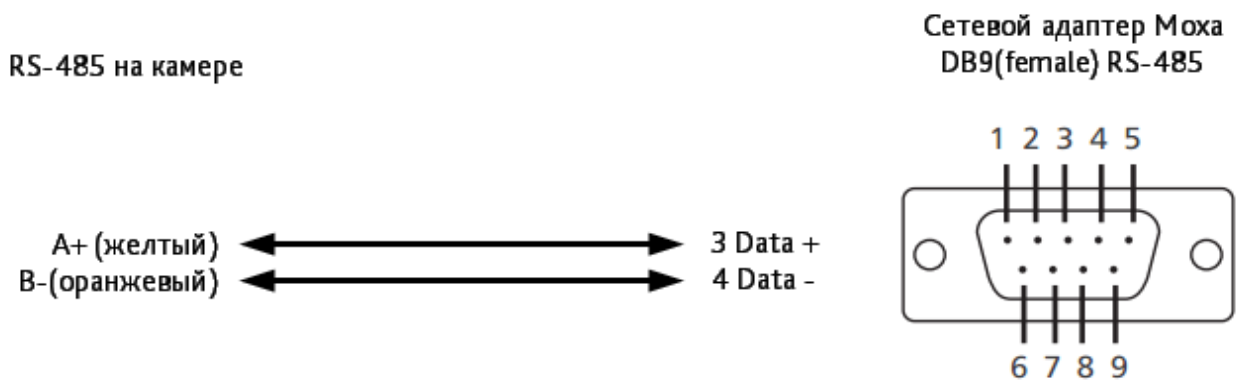 Сетевой адаптер Moxa
DB9(female) RS-485
RS-485 на камере
1 2 3 4 5
A+ (желтый)
3 Data +
B-(оранжевый)
4 Data -
6 7 8 9